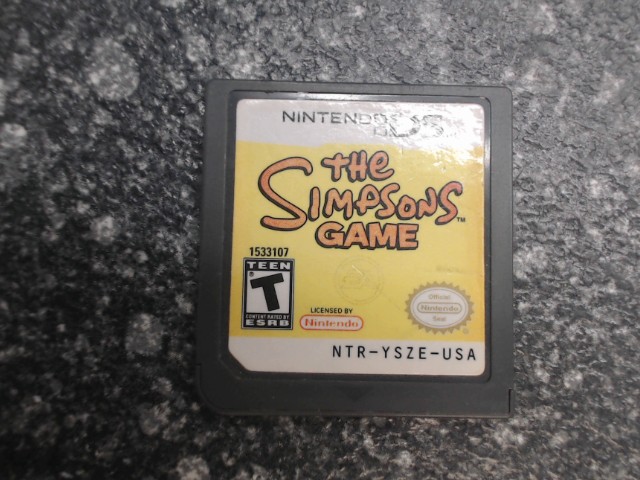 NINTENDO DS
THE
SIMPSONS™
GAME
1533107
TEEN
T
CONTENT RATED BY
ESRB
LICENSED BY
Nintendo
Official
Nintendo
Seal
NTR-YSZE-USA